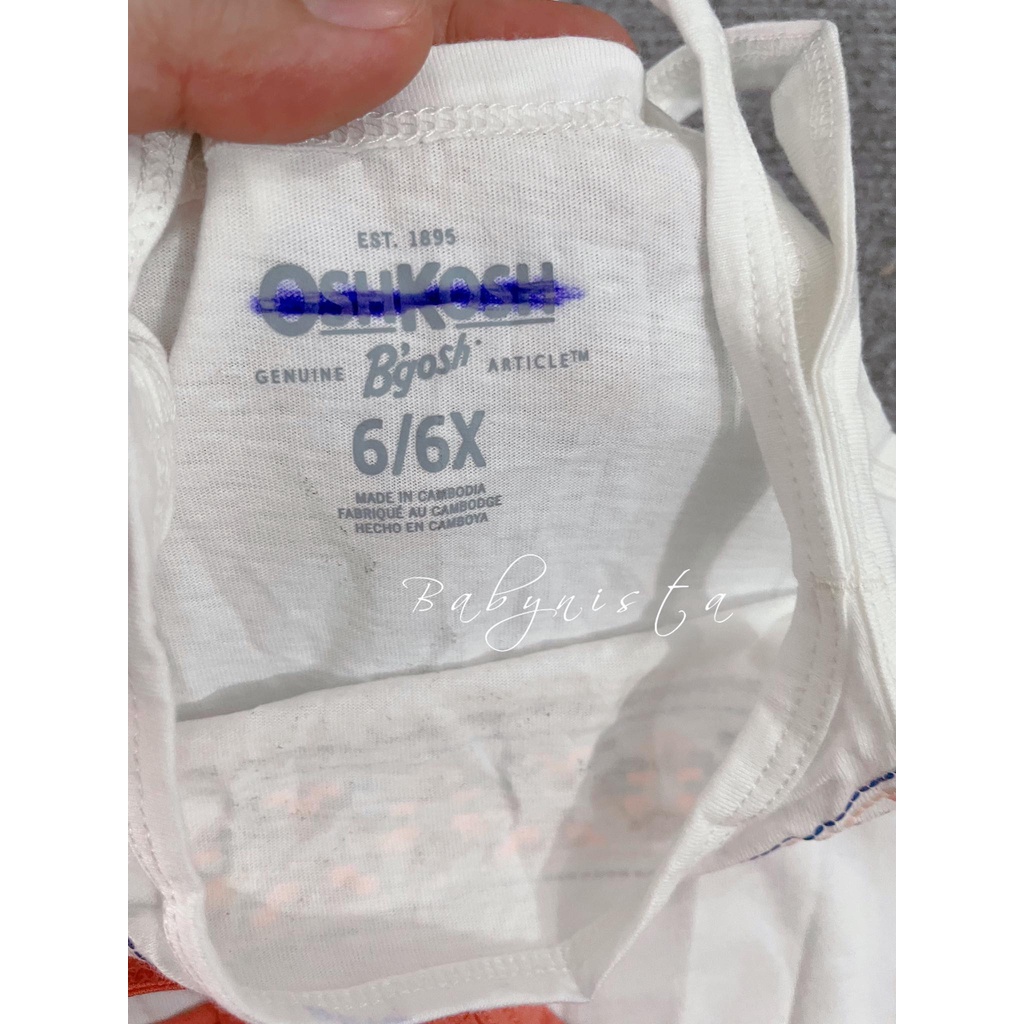 EST. 1895
OSHKOSH
GENUINE B'gosh ARTICLE™
6/6X
MADE IN CAMBODIA
FABRIQUÉ AU CAMBODGE
HECHO EN CAMBOYA
Babynista